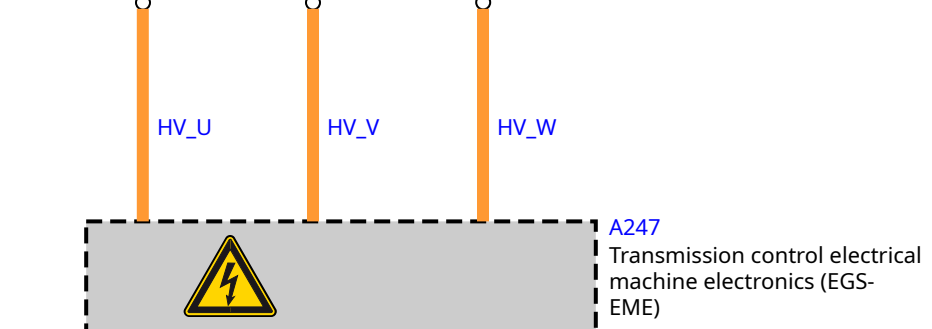 HV_U
HV_V
HV_W
A247
Transmission control electrical
machine electronics (EGS-
EME)